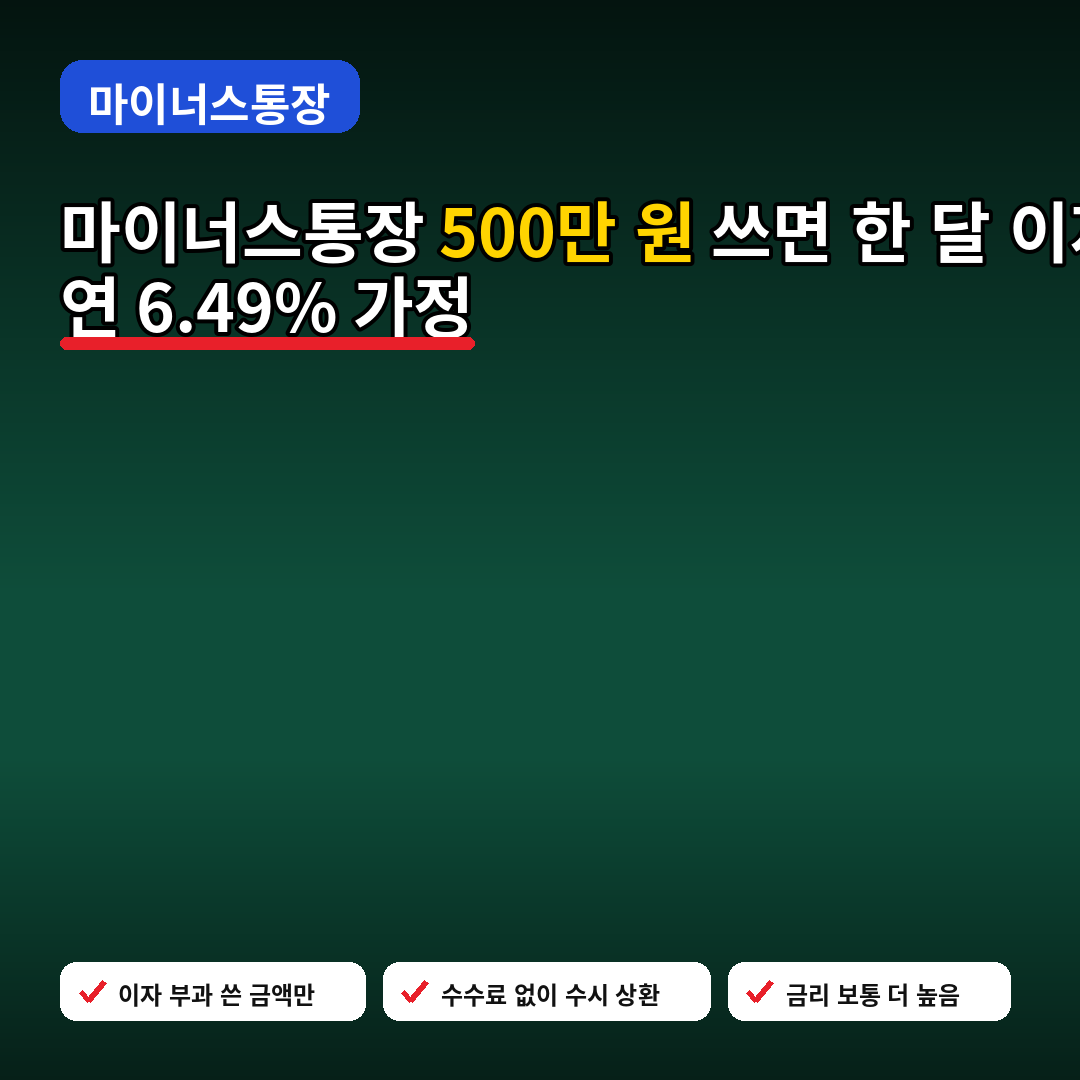 마이너스통장
마이너스통장 500만 원 쓰면 한 달 이
연 6.49% 가정
이자 부과 쓴 금액만
수수료 없이 수시 상환
금리 보통 더 높음